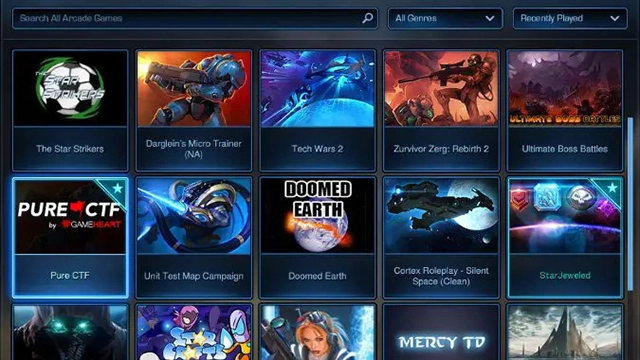 Search All Arcade Games
All Genres
Recently Played
THE
STAR
STRIKERS
ULTIMATE BOSS BATTLES
The Star Strikers
Darglein's Micro Trainer
(NA)
Tech Wars 2
Zurvivor Zerg: Rebirth 2
Ultimate Boss Battles
PURE CTF
by GAMEHEART
DOOMED
EARTH
Pure CTF
Unit Test Map Campaign
Doomed Earth
Cortex Roleplay - Silent
Space (Clean)
StarJeweled
STAR
MERCY TD